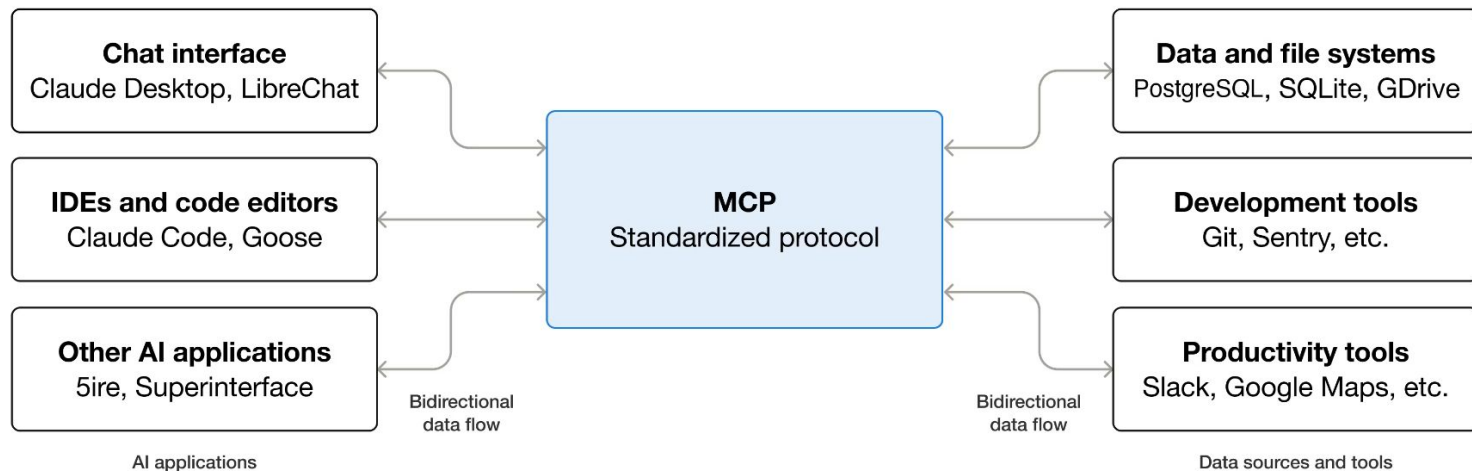 Chat interface
Claude Desktop, LibreChat
IDEs and code editors
Claude Code, Goose
Other AI applications
5ire, Superinterface
AI applications
Bidirectional
data flow
MCP
Standardized protocol
Bidirectional
data flow
Data and file systems
PostgreSQL, SQLite, GDrive
Development tools
Git, Sentry, etc.
Productivity tools
Slack, Google Maps, etc.
Data sources and tools